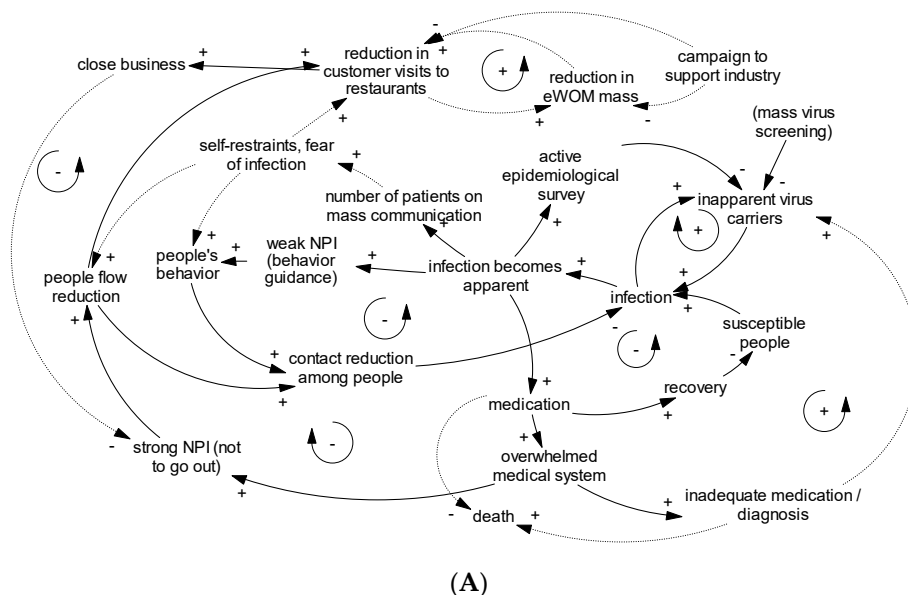 close business
reduction in
customer visits to
restaurants
reduction in
eWOM mass
campaign to
support industry
(mass virus
screening)
self-restraints, fear
of infection
active
epidemiological
survey
number of patients on
mass communication
inapparent virus
carriers
people's
behavior
weak NPI
(behavior
guidance)
infection becomes
apparent
people flow
reduction
infection
susceptible
people
contact reduction
among people
recovery
medication
strong NPI (not
to go out)
overwhelmed
medical system
inadequate medication /
diagnosis
death
+
+
-
+
+
-
+
+
-
-
+
+
+
+
-
+
+
+
+
+
+
+
+
+
-
-
-
+
-
+
+
+
-
-
+
+
-
+
+
-
+
-
+
+
(A)